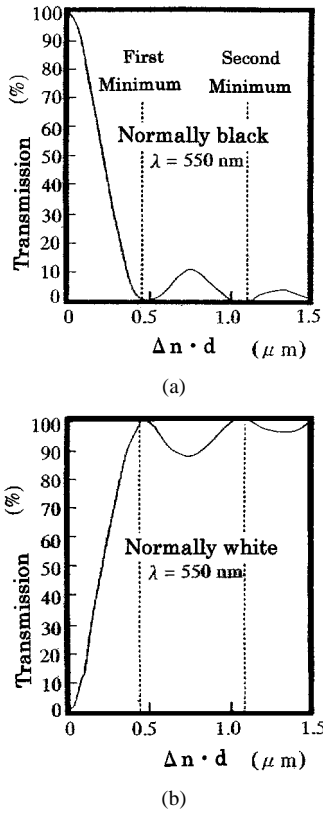 100
90
80
70
60
50
40
30
20
10
0
Transmission (%)
First Minimum
Second Minimum
Normally black
λ = 550 nm
0 0.5 1.0 1.5
Δn・d (μm)
(a)
100
90
80
70
60
50
40
30
20
10
0
Transmission (%)
Normally white
λ = 550 nm
0 0.5 1.0 1.5
Δn・d (μm)
(b)